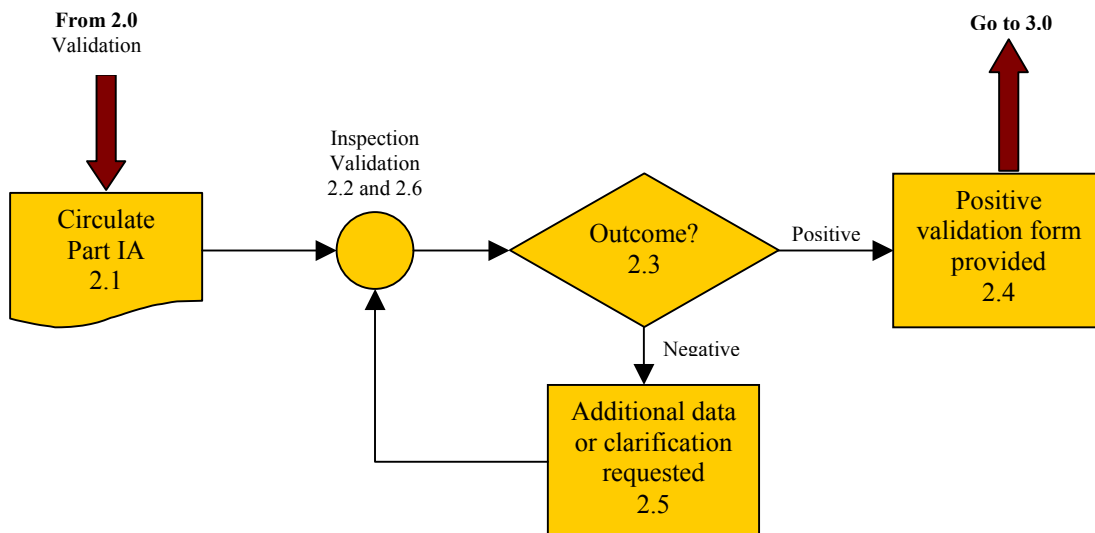 From 2.0
Validation
Go to 3.0
Inspection
Validation
2.2 and 2.6
Circulate
Part IA
2.1
Outcome?
2.3
Positive
Positive
validation form
provided
2.4
Negative
Additional data
or clarification
requested
2.5